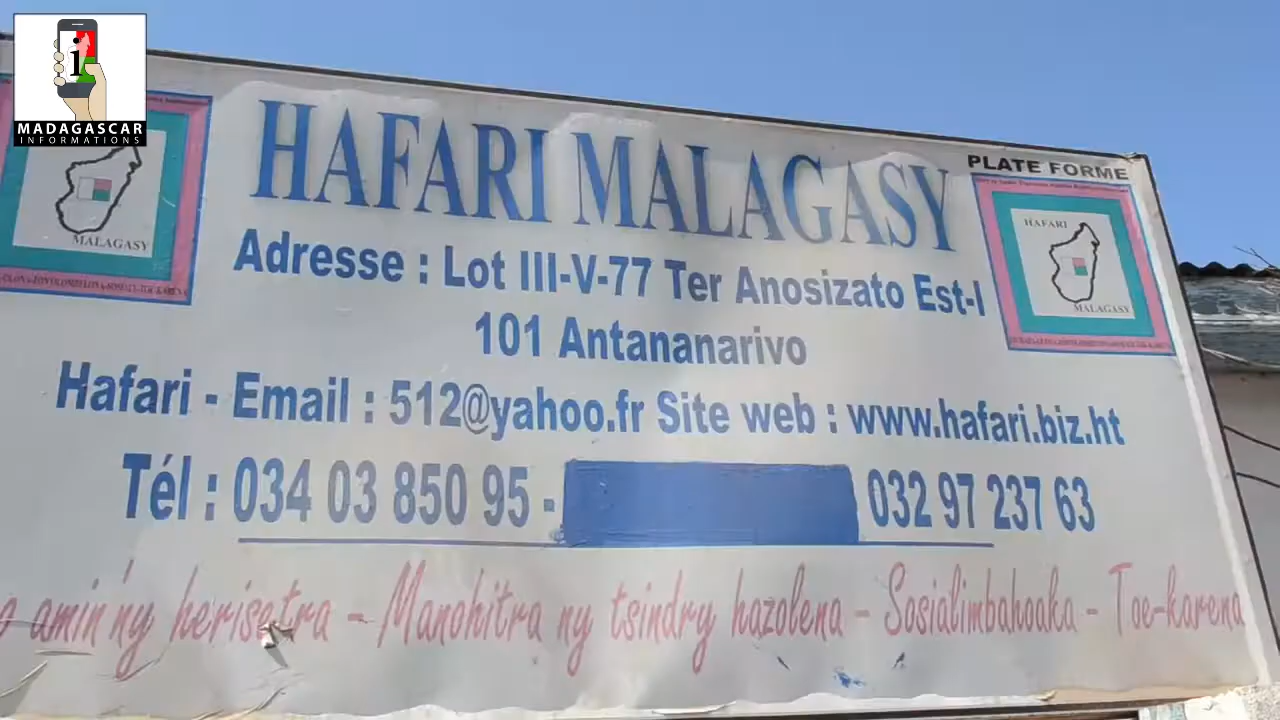 MADAGASCAR
INFORMATIONS
HAFARI MALAGASY
PLATE FORME
MALAGASY
HAFARI
MALAGASY
Adresse : Lot III-V-77 Ter Anosizato Est-I
101 Antananarivo
Hafari - Email : 512@yahoo.fr Site web : www.hafari.biz.ht
Tél : 034 03 850 95 - 032 97 237 63
amin'ny herisetra - Manohitra ny tsindry hazolena - Sosialimbahoaka - Toe-karena